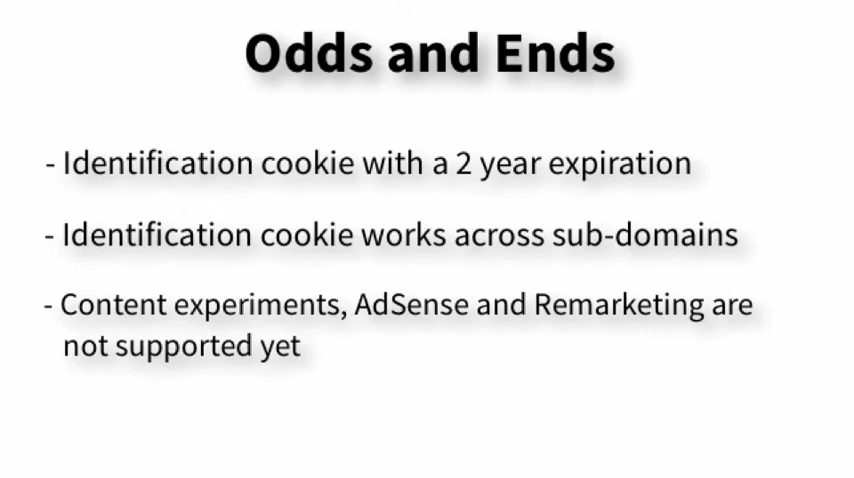 Odds and Ends
- Identification cookie with a 2 year expiration
- Identification cookie works across sub-domains
- Content experiments, AdSense and Remarketing are
not supported yet